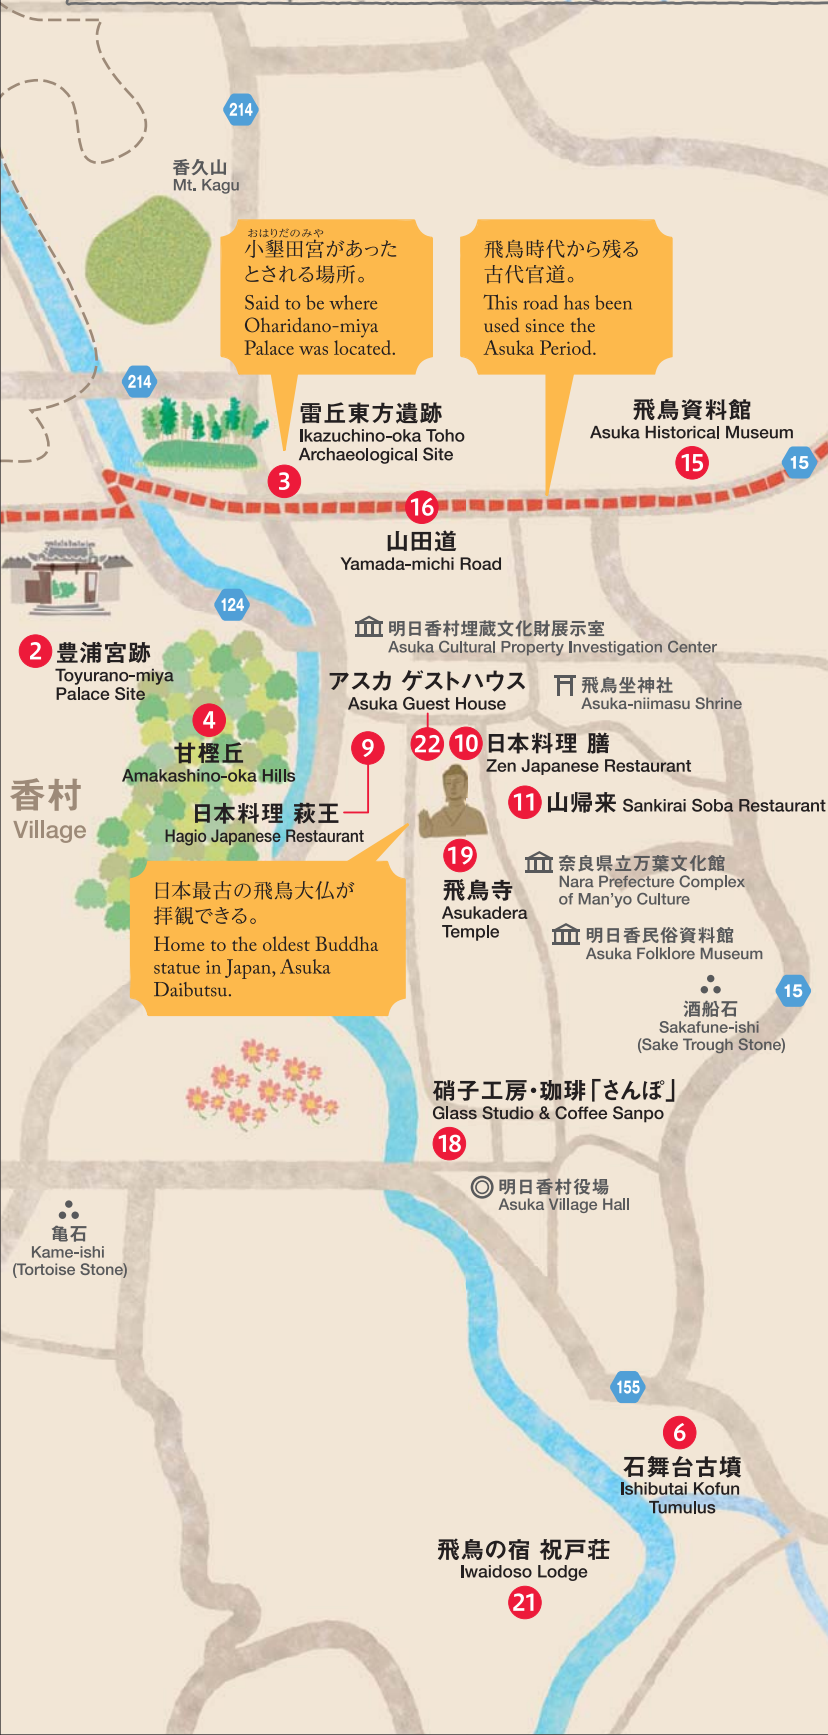 214
香久山
Mt. Kagu
おはりだのみや
小墾田宮があった
とされる場所。
Said to be where
Oharidano-miya
Palace was located.
飛鳥時代から残る
古代官道。
This road has been
used since the
Asuka Period.
214
雷丘東方遺跡
Ikazuchino-oka Toho
Archaeological Site
3
飛鳥資料館
Asuka Historical Museum
15
15
16
山田道
Yamada-michi Road
124
2 豊浦宮跡
Toyurano-miya
Palace Site
明日香村埋蔵文化財展示室
Asuka Cultural Property Investigation Center
アスカ ゲストハウス
Asuka Guest House
飛鳥坐神社
Asuka-niimasu Shrine
4
甘樫丘
Amakashino-oka Hills
9
22
10 日本料理 膳
Zen Japanese Restaurant
香村
Village
日本料理 萩王
Hagio Japanese Restaurant
11 山帰来 Sankirai Soba Restaurant
19
飛鳥寺
Asukadera
Temple
奈良県立万葉文化館
Nara Prefecture Complex
of Man'yo Culture
日本最古の飛鳥大仏が
拝観できる。
Home to the oldest Buddha
statue in Japan, Asuka
Daibutsu.
明日香民俗資料館
Asuka Folklore Museum
酒船石
Sakafune-ishi
(Sake Trough Stone)
15
硝子工房・珈琲「さんぽ」
Glass Studio & Coffee Sanpo
18
明日香村役場
Asuka Village Hall
亀石
Kame-ishi
(Tortoise Stone)
155
6
石舞台古墳
Ishibutai Kofun
Tumulus
飛鳥の宿 祝戸荘
Iwaidoso Lodge
21